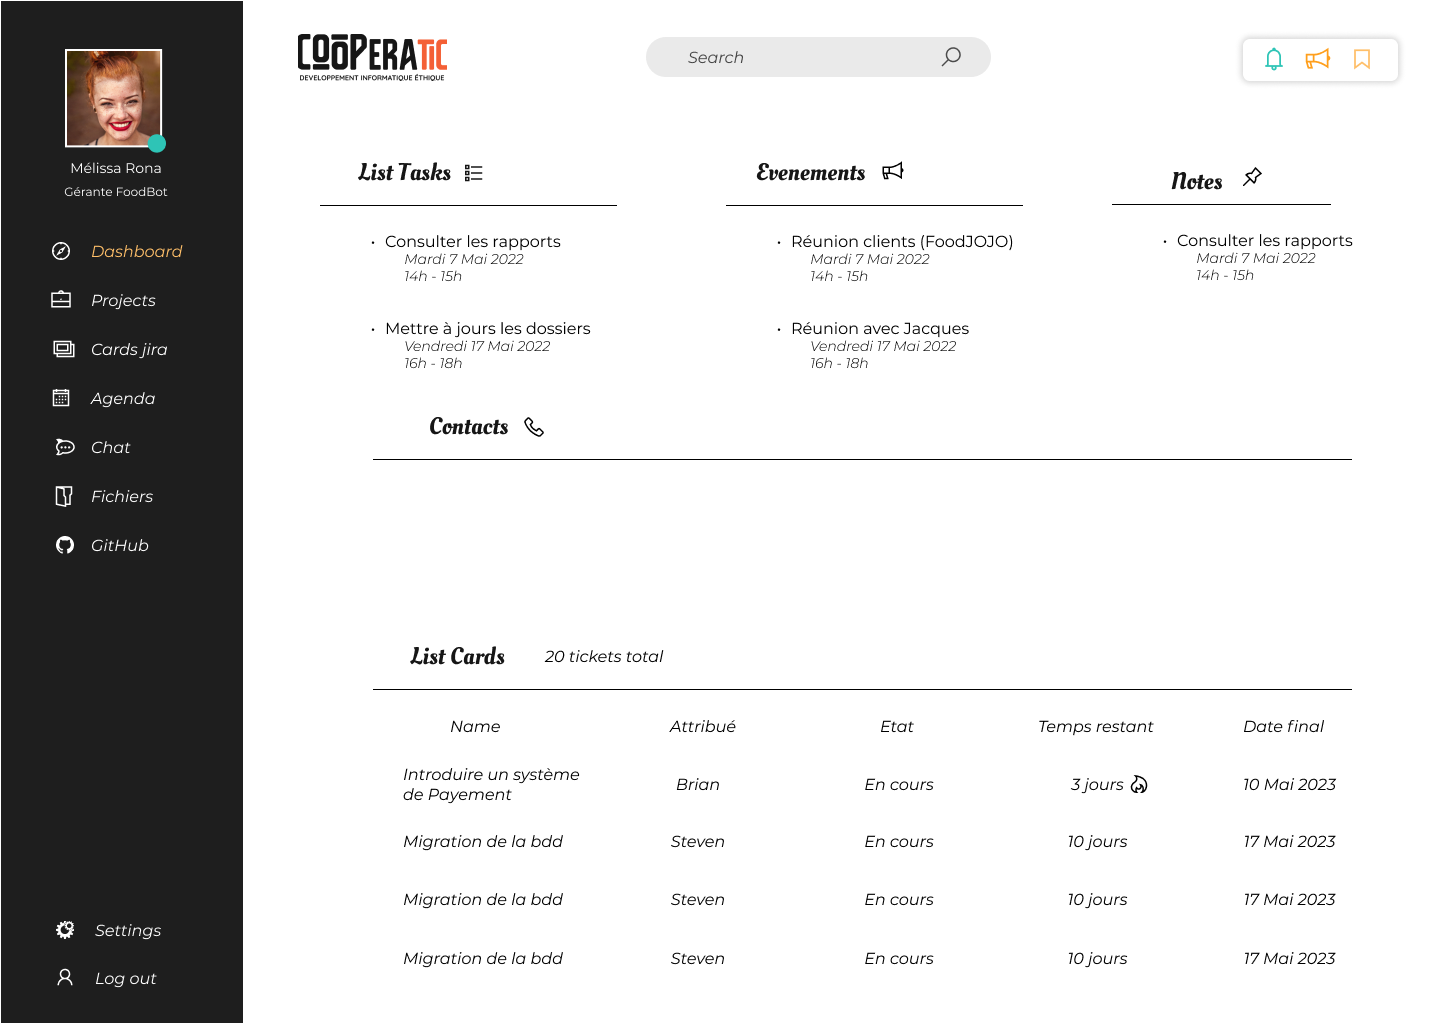 Mélissa Rona
Gérante FoodBot
Dashboard
Projects
Cards jira
Agenda
Chat
Fichiers
GitHub
Settings
Log out
COOPERATIC
DEVELOPPEMENT INFORMATIQUE ÉTHIQUE
Search
List Tasks
• Consulter les rapports
Mardi 7 Mai 2022
14h - 15h
• Mettre à jours les dossiers
Vendredi 17 Mai 2022
16h - 18h
Evenements
• Réunion clients (FoodJOJO)
Mardi 7 Mai 2022
14h - 15h
• Réunion avec Jacques
Vendredi 17 Mai 2022
16h - 18h
Notes
• Consulter les rapports
Mardi 7 Mai 2022
14h - 15h
Contacts
List Cards 20 tickets total
Name Attribué Etat Temps restant Date final
Introduire un système
de Payement Brian En cours 3 jours 10 Mai 2023
Migration de la bdd Steven En cours 10 jours 17 Mai 2023
Migration de la bdd Steven En cours 10 jours 17 Mai 2023
Migration de la bdd Steven En cours 10 jours 17 Mai 2023